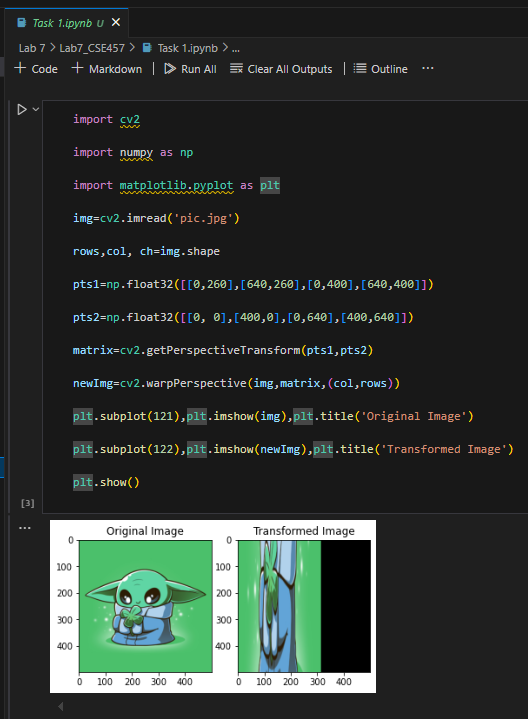 Task 1.ipynb U ×
Lab 7 > Lab7_CSE457 > Task 1.ipynb > ...
+ Code + Markdown | Run All Clear All Outputs | Outline ...
import cv2
import numpy as np
import matplotlib.pyplot as plt
img=cv2.imread('pic.jpg')
rows,col, ch=img.shape
pts1=np.float32([[0,260],[640,260],[0,400],[640,400]])
pts2=np.float32([[0, 0],[400,0],[0,640],[400,640]])
matrix=cv2.getPerspectiveTransform(pts1,pts2)
newImg=cv2.warpPerspective(img,matrix,(col,rows))
plt.subplot(121),plt.imshow(img),plt.title('Original Image')
plt.subplot(122),plt.imshow(newImg),plt.title('Transformed Image')
plt.show()
[3]
...
Original Image
0
100
200
300
400
0 100 200 300 400
Transformed Image
0
100
200
300
400
0 100 200 300 400